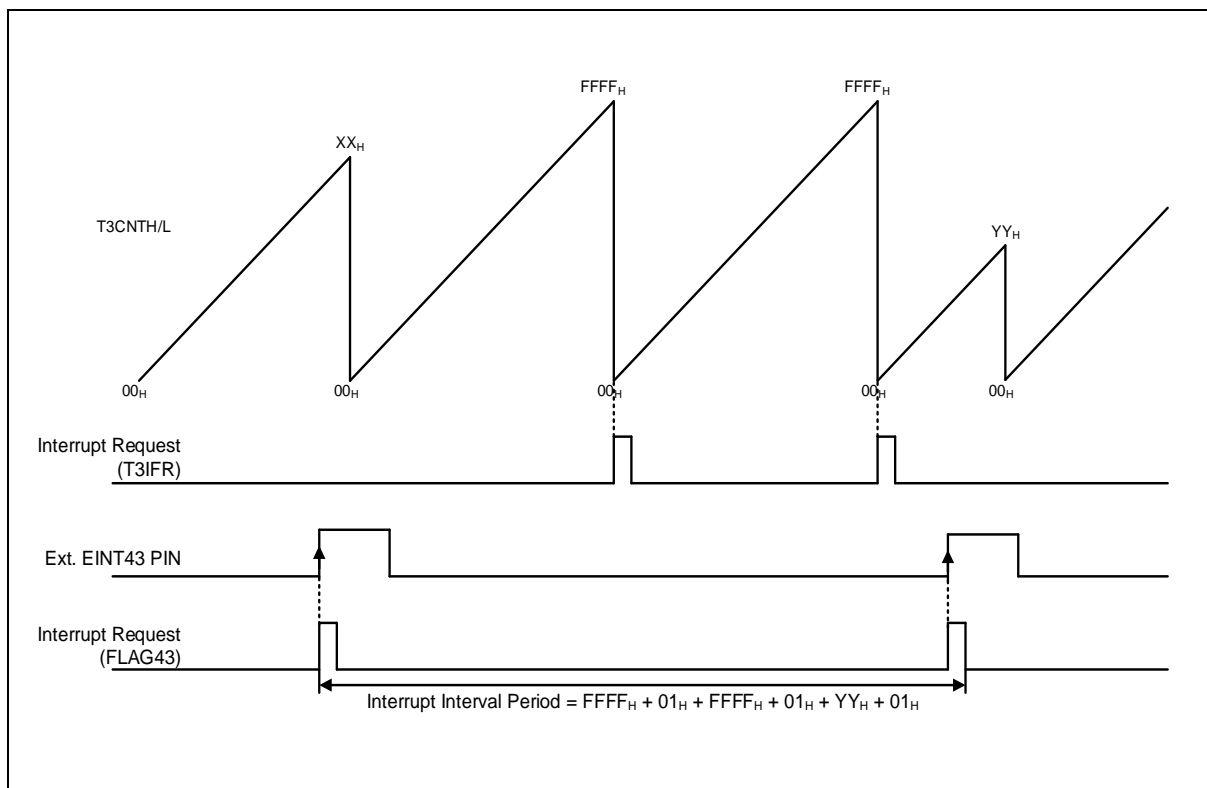 FFFFH
FFFFH
XXH
T3CNTH/L
YYH
00H
00H
00H
00H
00H
Interrupt Request
(T3IFR)
Ext. EINT43 PIN
Interrupt Request
(FLAG43)
Interrupt Interval Period = FFFFH + 01H + FFFFH + 01H + YYH + 01H